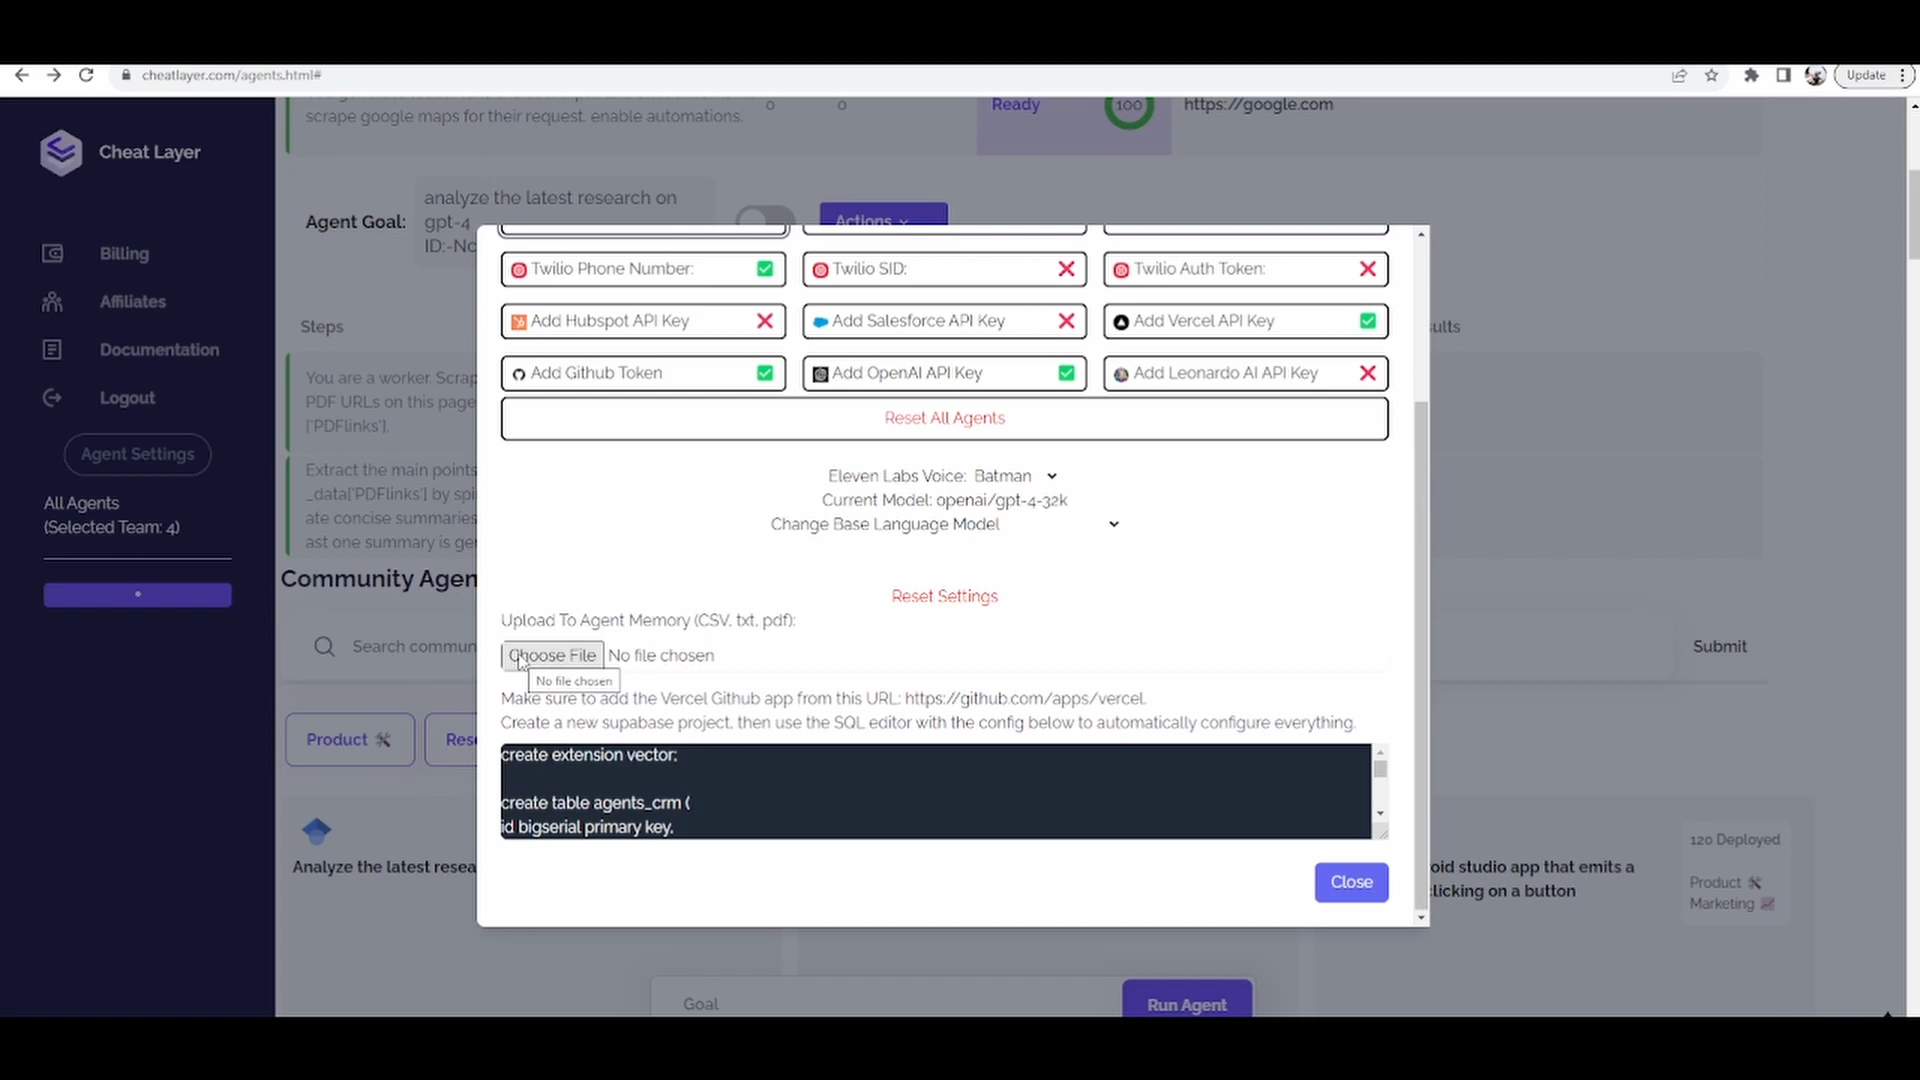 cheatlayer.com/agents.html#
Update
Cheat Layer
Billing
Affiliates
Documentation
Logout
Agent Settings
All Agents
(Selected Team: 4)
scrape google maps for their request. enable automations.
0
0
Ready
100
https://google.com
Agent Goal:
analyze the latest research on
gpt-4
ID:-No
Actions
Steps
ults
You are a worker. Scrap
PDF URLs on this page
['PDFlinks'].
Extract the main points
_data['PDFlinks'] by spi
ate concise summaries
ast one summary is ge
Community Agen
Search commun
Submit
Product
Rese
Analyze the latest resea
oid studio app that emits a
licking on a button
120 Deployed
Product
Marketing
Goal
Run Agent
Twilio Phone Number:
Twilio SID:
Twilio Auth Token:
Add Hubspot API Key
Add Salesforce API Key
Add Vercel API Key
Add Github Token
Add OpenAI API Key
Add Leonardo AI API Key
Reset All Agents
Eleven Labs Voice: Batman
Current Model: openai/gpt-4-32k
Change Base Language Model
Reset Settings
Upload To Agent Memory (CSV, txt, pdf):
Choose File No file chosen
No file chosen
Make sure to add the Vercel Github app from this URL: https://github.com/apps/vercel.
Create a new supabase project, then use the SQL editor with the config below to automatically configure everything.
create extension vector;
create table agents_crm (
id bigserial primary key,
Close